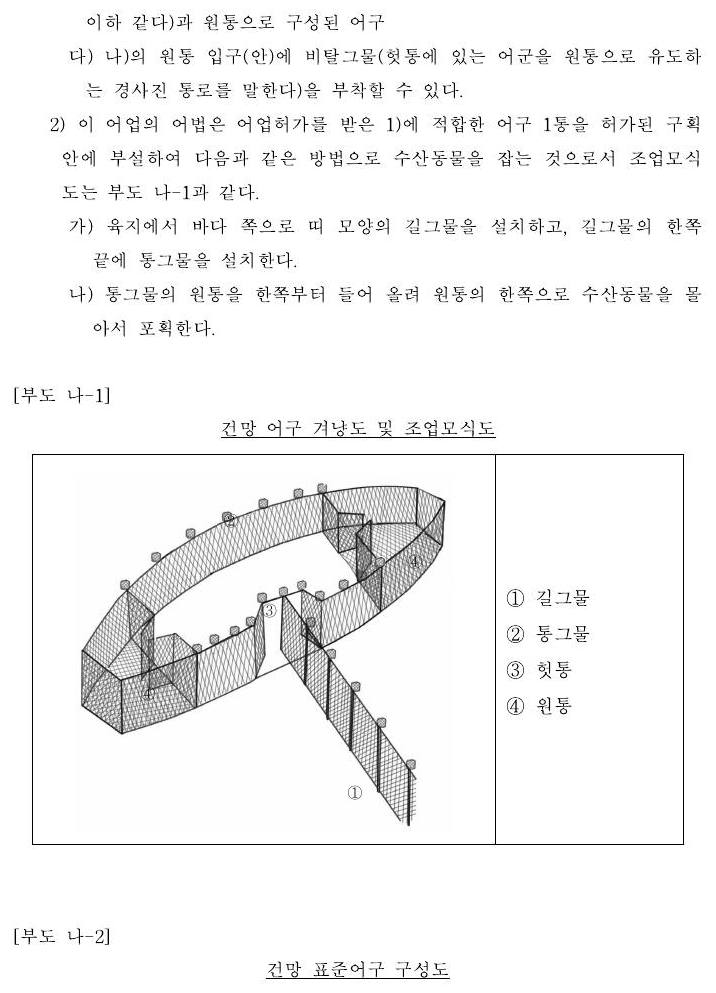 이하 같다)과 원통으로 구성된 어구
다) 나)의 원통 입구(안)에 비탈그물(헛통에 있는 어군을 원통으로 유도하
는 경사진 통로를 말한다)을 부착할 수 있다.
2) 이 어업의 어법은 어업허가를 받은 1)에 적합한 어구 1통을 허가된 구획
안에 부설하여 다음과 같은 방법으로 수산동물을 잡는 것으로서 조업모식
도는 부도 나-1과 같다.
가) 육지에서 바다 쪽으로 띠 모양의 길그물을 설치하고, 길그물의 한쪽
끝에 통그물을 설치한다.
나) 통그물의 원통을 한쪽부터 들어 올려 원통의 한쪽으로 수산동물을 몰
아서 포획한다.
[부도 나-1]
건망 어구 겨냥도 및 조업모식도
②
④
③
④
①
① 길그물
② 통그물
③ 헛통
④ 원통
[부도 나-2]
건망 표준어구 구성도